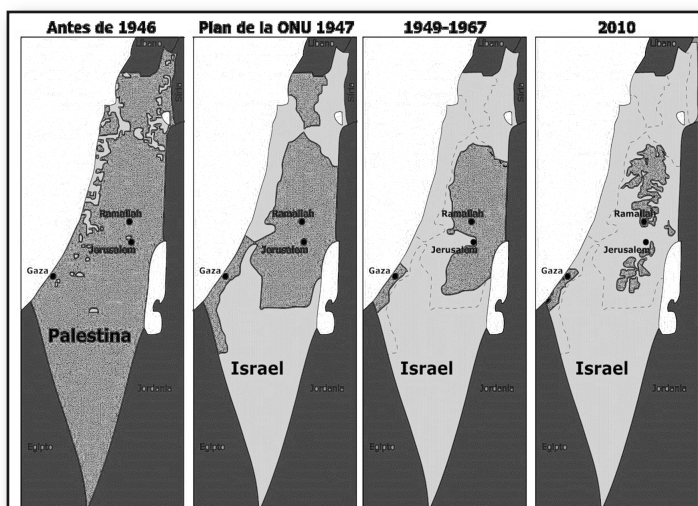 Antes de 1946
Líbano
Siria
Ramallah
Jerusalem
Gaza
Palestina
Jordania
Egipto
Plan de la ONU 1947
Líbano
Siria
Ramallah
Jerusalem
Gaza
Israel
Jordania
Egipto
1949-1967
Líbano
Siria
Ramallah
Jerusalem
Gaza
Israel
Jordania
Egipto
2010
Líbano
Siria
Ramallah
Jerusalem
Gaza
Israel
Jordania
Egipto